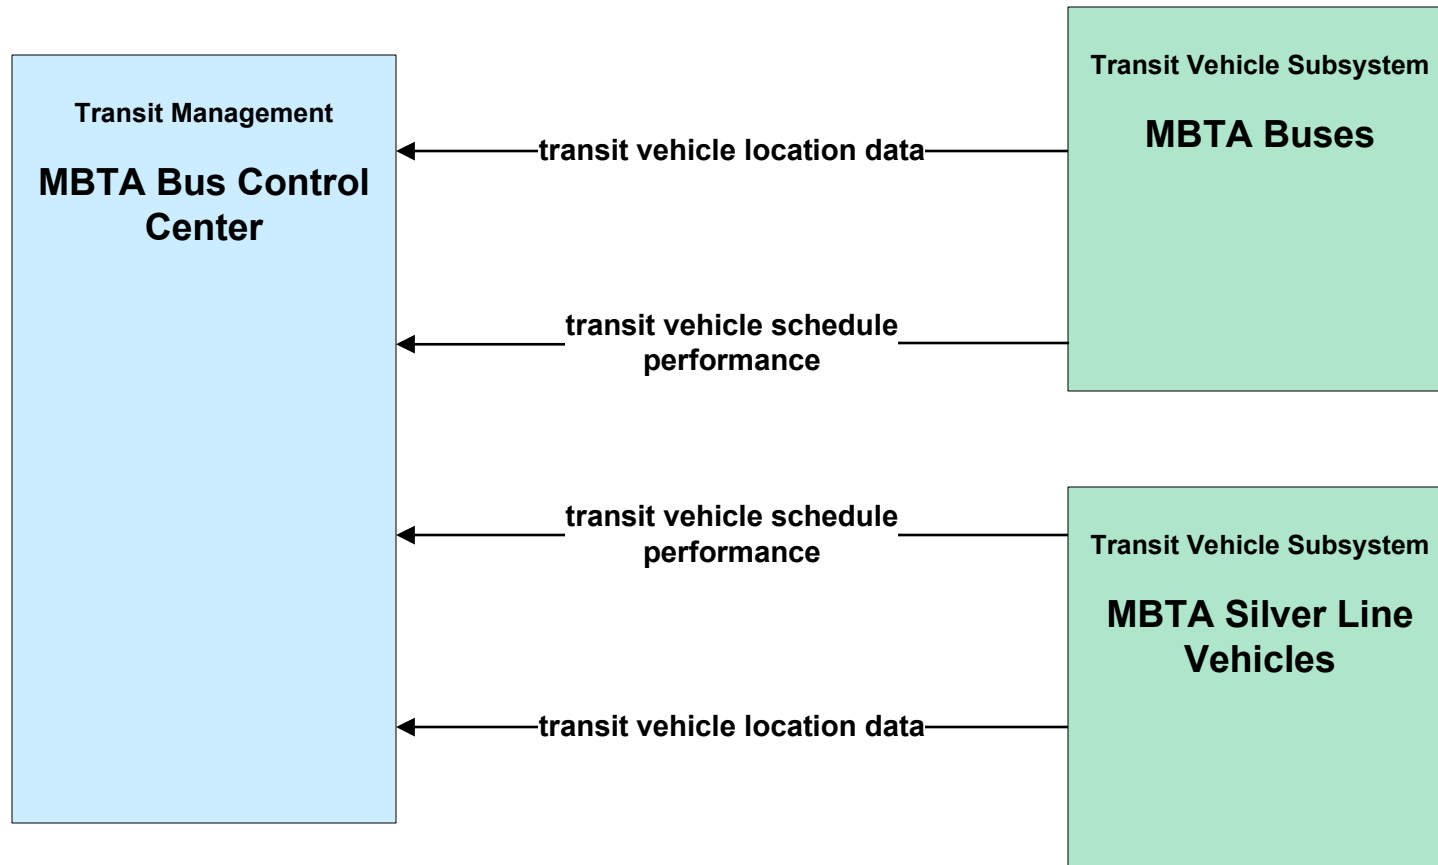 Transit Management
MBTA Bus Control
Center
transit vehicle location data
transit vehicle schedule
performance
transit vehicle schedule
performance
transit vehicle location data
Transit Vehicle Subsystem
MBTA Buses
Transit Vehicle Subsystem
MBTA Silver Line
Vehicles